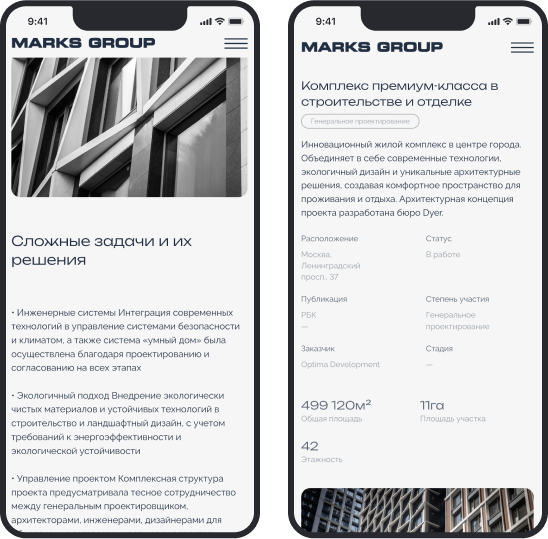 9:41
MARKS GROUP
Сложные задачи и их
решения
• Инженерные системы Интеграция современных
технологий в управление системами безопасности
и климатом, а также система «умный дом» была
осуществлена благодаря проектированию и
согласованию на всех этапах
• Экологичный подход Внедрение экологически
чистых материалов и устойчивых технологий в
строительство и ландшафтный дизайн, с учетом
требований к энергоэффективности и
экологической устойчивости
• Управление проектом Комплексная структура
проекта предусматривала тесное сотрудничество
между генеральным проектировщиком,
архитекторами, инженерами, дизайнерами для
9:41
MARKS GROUP
Комплекс премиум-класса в
строительстве и отделке
Генеральное проектирование
Инновационный жилой комплекс в центре города.
Объединяет в себе современные технологии,
экологичный дизайн и уникальные архитектурные
решения, создавая комфортное пространство для
проживания и отдыха. Архитектурная концепция
проекта разработана бюро Dyer.
Расположение
Москва.
Ленинградский
просп., 37
Статус
В работе
Публикация
РБК
—
Степень участия
Генеральное
проектирование
Заказчик
Optima Development
Стадия
—
499 120м²
Общая площадь
11га
Площадь участка
42
Этажность